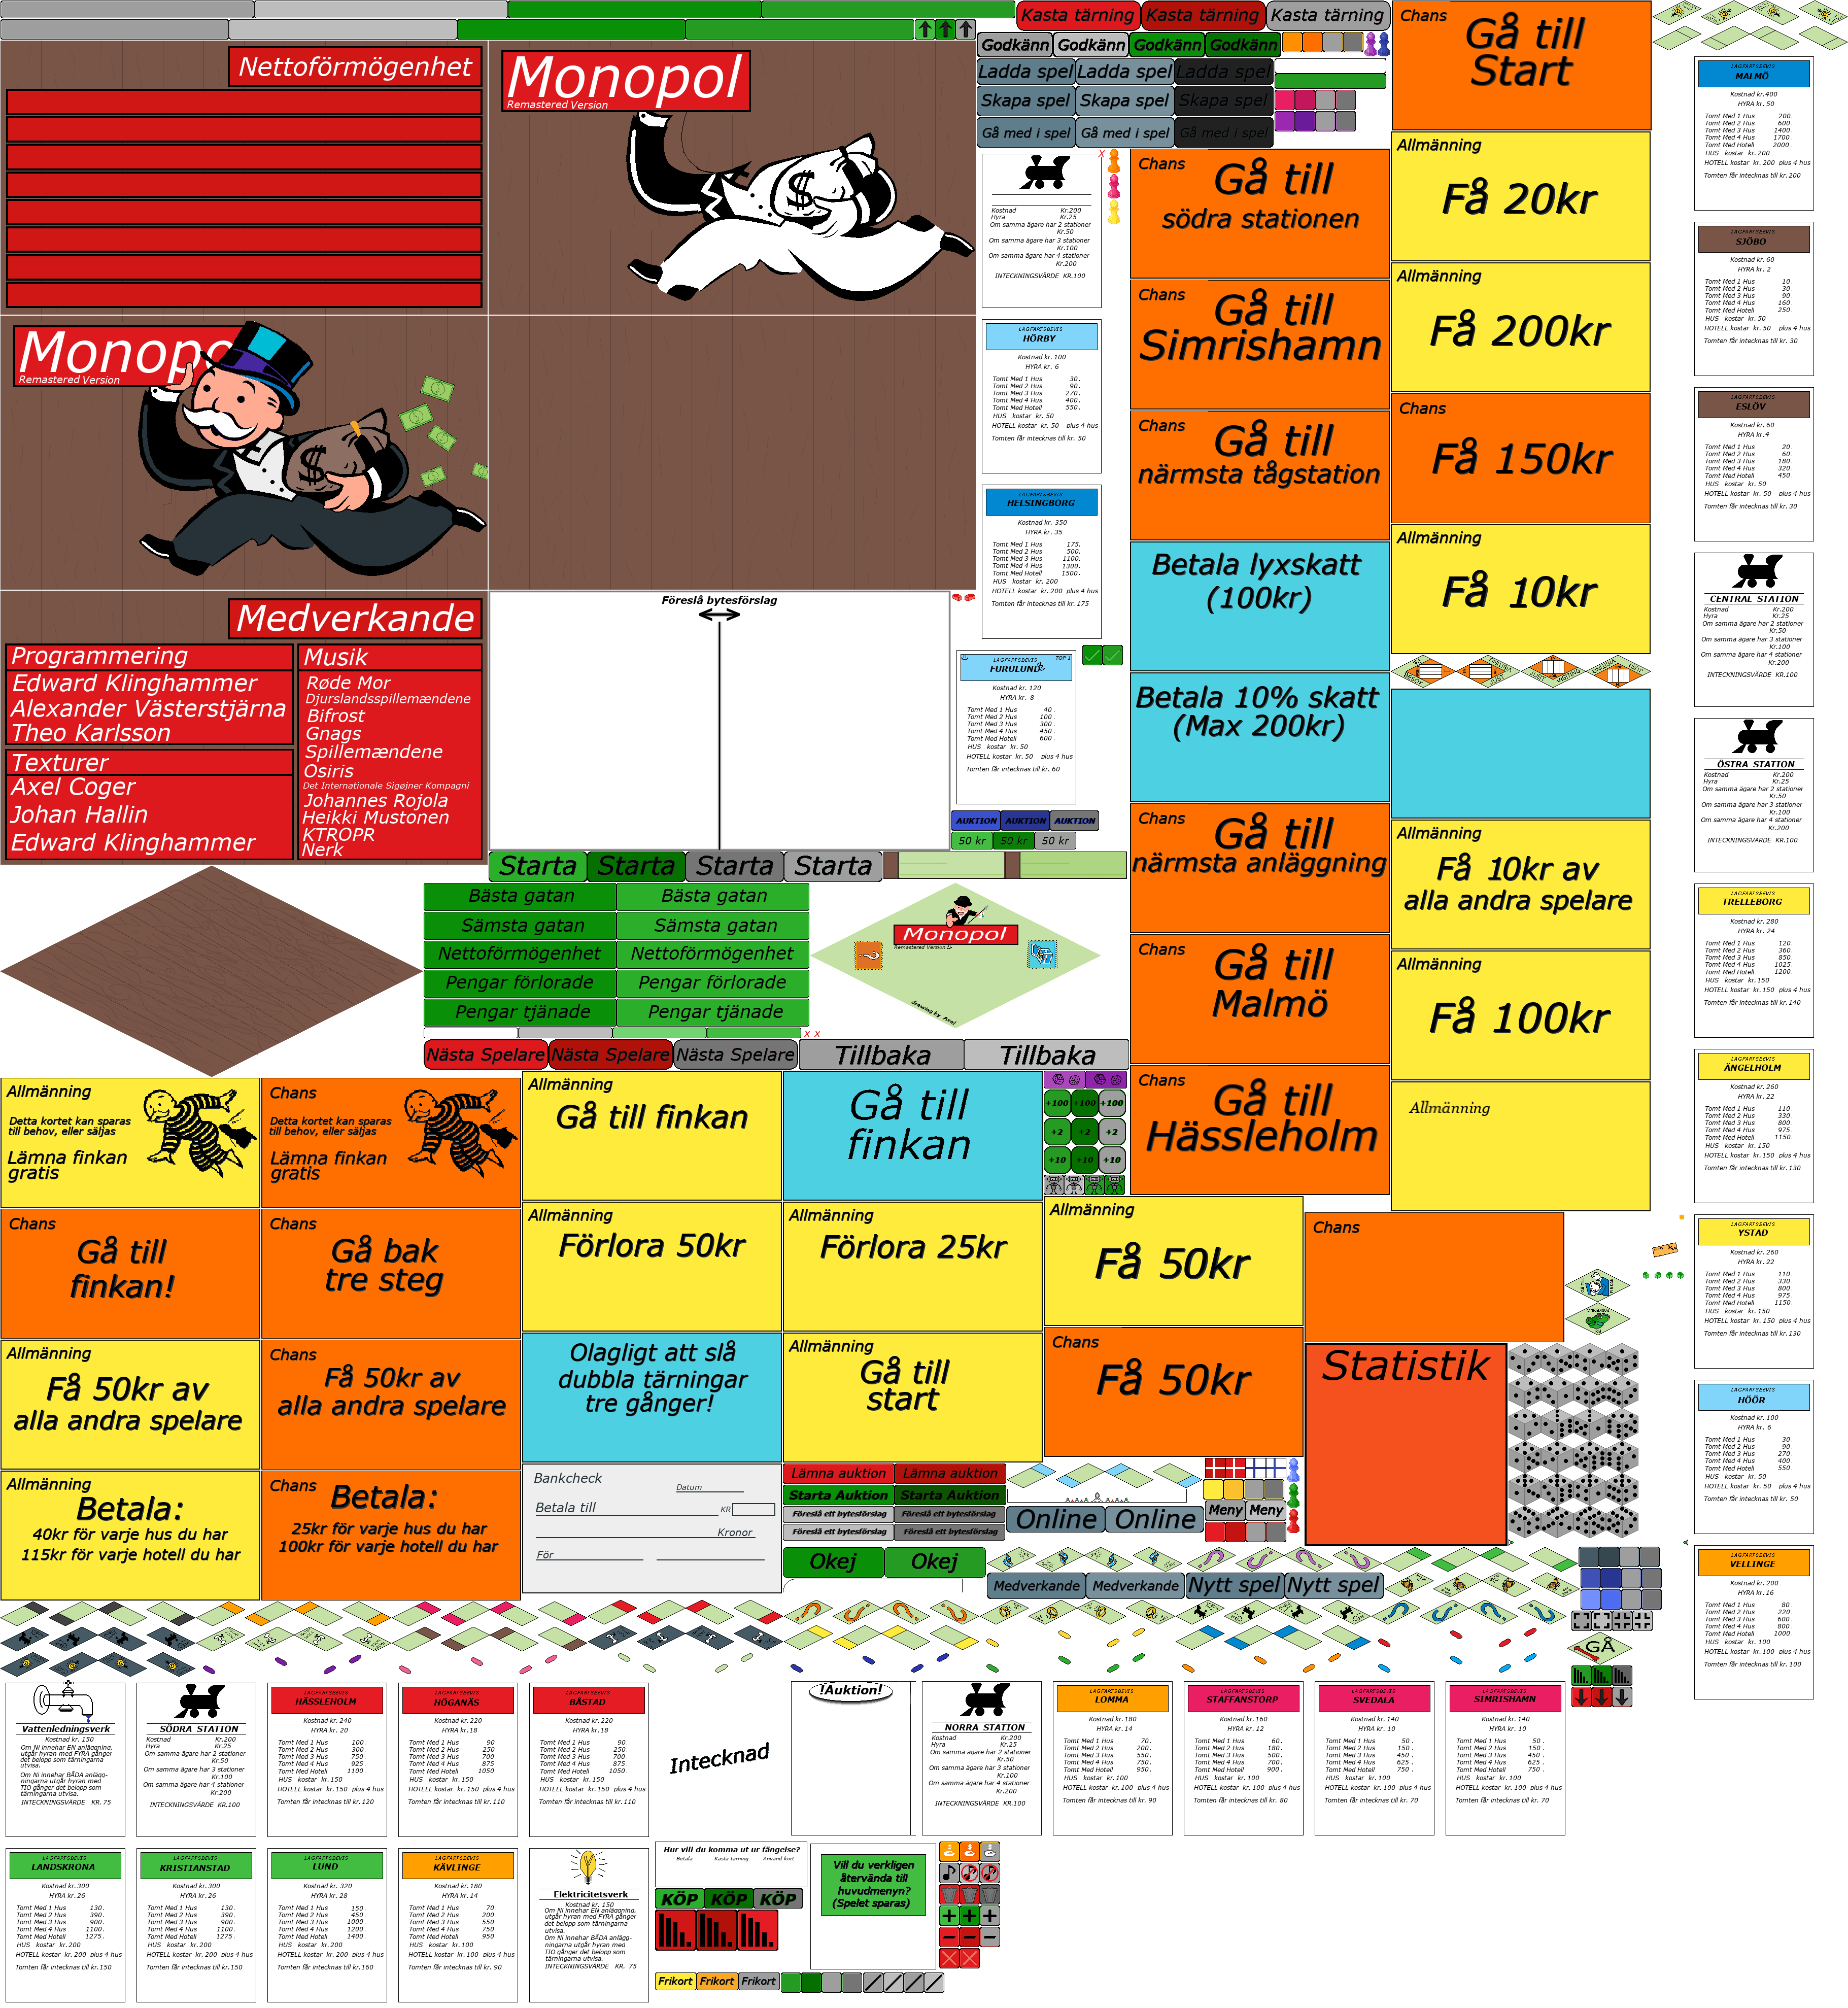 Kasta tärning Kasta tärning Kasta tärning
Godkänn Godkänn Godkänn Godkänn
Ladda spel Ladda spel Ladda spel
Skapa spel Skapa spel Skapa spel
Gå med i spel Gå med i spel Gå med i spel
Nettoförmögenhet
Monopol
Remastered Version
Monopol
Remastered Version
Medverkande
Programmering
Edward Klinghammer
Alexander Västerstjärna
Theo Karlsson
Texturer
Axel Coger
Johan Hallin
Edward Klinghammer
Musik
Røde Mor
Djurslandsspillemændene
Bifrost
Gnags
Spillemændene
Osiris
Det Internationale Sigøjner Kompagni
Johannes Rojola
Heikki Mustonen
KTROPR
Nerk
Föreslå bytesförslag
X
Kostnad Kr.200
Hyra Kr.25
Om samma ägare har 2 stationer
Kr.50
Om samma ägare har 3 stationer
Kr.100
Om samma ägare har 4 stationer
Kr.200
INTECKNINGSVÄRDE KR.100
LAGFARTSBEVIS
HÖRBY
Kostnad kr. 100
HYRA kr. 6
Tomt Med 1 Hus 30.
Tomt Med 2 Hus 90.
Tomt Med 3 Hus 270.
Tomt Med 4 Hus 400.
Tomt Med Hotell 550.
HUS kostar kr. 50
HOTELL kostar kr. 50 plus 4 hus
Tomten får intecknas till kr. 50
LAGFARTSBEVIS
HELSINGBORG
Kostnad kr. 350
HYRA kr. 35
Tomt Med 1 Hus 175.
Tomt Med 2 Hus 500.
Tomt Med 3 Hus 1100.
Tomt Med 4 Hus 1300.
Tomt Med Hotell 1500.
HUS kostar kr. 200
HOTELL kostar kr. 200 plus 4 hus
Tomten får intecknas till kr. 175
TOP 1
LAGFARTSBEVIS
FURULUND
Kostnad kr. 120
HYRA kr. 8
Tomt Med 1 Hus 40.
Tomt Med 2 Hus 100.
Tomt Med 3 Hus 300.
Tomt Med 4 Hus 450.
Tomt Med Hotell 600.
HUS kostar kr. 50
HOTELL kostar kr. 50 plus 4 hus
Tomten får intecknas till kr. 60
AUKTION AUKTION AUKTION
50 kr 50 kr 50 kr
Starta Starta Starta Starta
Bästa gatan Bästa gatan
Sämsta gatan Sämsta gatan
Nettoförmögenhet Nettoförmögenhet
Pengar förlorade Pengar förlorade
Pengar tjänade Pengar tjänade
x x
Monopol
Remastered Version
drawing by Axel
Nästa Spelare Nästa Spelare Nästa Spelare
Tillbaka Tillbaka
Chans
Gå till
Start
Chans
Gå till
södra stationen
Chans
Gå till
Simrishamn
Chans
Gå till
närmsta tågstation
Betala lyxskatt
(100kr)
Betala 10% skatt
(Max 200kr)
Chans
Gå till
närmsta anläggning
Chans
Gå till
Malmö
Chans
Gå till
Hässleholm
Allmänning
Få 20kr
Allmänning
Få 200kr
Chans
Få 150kr
Allmänning
Få 10kr
Allmänning
Få 10kr av
alla andra spelare
Allmänning
Få 100kr
Allmänning
LAGFARTSBEVIS
MALMÖ
Kostnad kr.400
HYRA kr. 50
Tomt Med 1 Hus 200.
Tomt Med 2 Hus 600.
Tomt Med 3 Hus 1400.
Tomt Med 4 Hus 1700.
Tomt Med Hotell 2000.
HUS kostar kr.200
HOTELL kostar kr.200 plus 4 hus
Tomten får intecknas till kr.200
LAGFARTSBEVIS
SJÖBO
Kostnad kr.60
HYRA kr. 2
Tomt Med 1 Hus 10.
Tomt Med 2 Hus 30.
Tomt Med 3 Hus 90.
Tomt Med 4 Hus 160.
Tomt Med Hotell 250.
HUS kostar kr. 50
HOTELL kostar kr. 50 plus 4 hus
Tomten får intecknas till kr. 30
LAGFARTSBEVIS
ESLÖV
Kostnad kr.60
HYRA kr.4
Tomt Med 1 Hus 20.
Tomt Med 2 Hus 60.
Tomt Med 3 Hus 180.
Tomt Med 4 Hus 320.
Tomt Med Hotell 450.
HUS kostar kr. 50
HOTELL kostar kr. 50 plus 4 hus
Tomten får intecknas till kr. 30
CENTRAL STATION
Kostnad Kr.200
Hyra Kr.25
Om samma ägare har 2 stationer
Kr.50
Om samma ägare har 3 stationer
Kr.100
Om samma ägare har 4 stationer
Kr.200
INTECKNINGSVÄRDE KR.100
ÖSTRA STATION
Kostnad Kr.200
Hyra Kr.25
Om samma ägare har 2 stationer
Kr.50
Om samma ägare har 3 stationer
Kr.100
Om samma ägare har 4 stationer
Kr.200
INTECKNINGSVÄRDE KR.100
LAGFARTSBEVIS
TRELLEBORG
Kostnad kr. 280
HYRA kr. 24
Tomt Med 1 Hus 120.
Tomt Med 2 Hus 360.
Tomt Med 3 Hus 850.
Tomt Med 4 Hus 1025.
Tomt Med Hotell 1200.
HUS kostar kr.150
HOTELL kostar kr.150 plus 4 hus
Tomten får intecknas till kr.140
LAGFARTSBEVIS
ÄNGELHOLM
Kostnad kr. 260
HYRA kr. 22
Tomt Med 1 Hus 110.
Tomt Med 2 Hus 330.
Tomt Med 3 Hus 800.
Tomt Med 4 Hus 975.
Tomt Med Hotell 1150.
HUS kostar kr.150
HOTELL kostar kr.150 plus 4 hus
Tomten får intecknas till kr.130
LAGFARTSBEVIS
YSTAD
Kostnad kr. 260
HYRA kr. 22
Tomt Med 1 Hus 110.
Tomt Med 2 Hus 330.
Tomt Med 3 Hus 800.
Tomt Med 4 Hus 975.
Tomt Med Hotell 1150.
HUS kostar kr.150
HOTELL kostar kr.150 plus 4 hus
Tomten får intecknas till kr.130
LAGFARTSBEVIS
HÖÖR
Kostnad kr. 100
HYRA kr. 6
Tomt Med 1 Hus 30.
Tomt Med 2 Hus 90.
Tomt Med 3 Hus 270.
Tomt Med 4 Hus 400.
Tomt Med Hotell 550.
HUS kostar kr. 50
HOTELL kostar kr. 50 plus 4 hus
Tomten får intecknas till kr. 50
LAGFARTSBEVIS
VELLINGE
Kostnad kr. 200
HYRA kr. 16
Tomt Med 1 Hus 80.
Tomt Med 2 Hus 220.
Tomt Med 3 Hus 600.
Tomt Med 4 Hus 800.
Tomt Med Hotell 1000.
HUS kostar kr. 100
HOTELL kostar kr.100 plus 4 hus
Tomten får intecknas till kr. 100
Allmänning
Detta kortet kan sparas
till behov, eller säljas
Lämna finkan
gratis
Chans
Detta kortet kan sparas
till behov, eller säljas
Lämna finkan
gratis
Allmänning
Gå till finkan
Gå till
finkan
+100 +100 +100
+2 +2 +2
+10 +10 +10
Chans
Gå till
finkan!
Chans
Gå bak
tre steg
Allmänning
Förlora 50kr
Allmänning
Förlora 25kr
Allmänning
Få 50kr
Chans
Allmänning
Få 50kr av
alla andra spelare
Chans
Få 50kr av
alla andra spelare
Olagligt att slå
dubbla tärningar
tre gånger!
Allmänning
Gå till
start
Chans
Få 50kr
Statistik
Allmänning
Betala:
40kr för varje hus du har
115kr för varje hotell du har
Chans
Betala:
25kr för varje hus du har
100kr för varje hotell du har
Bankcheck
Datum
Betala till KR
Kronor
För
Lämna auktion Lämna auktion
Starta Auktion Starta Auktion
Föreslå ett bytesförslag Föreslå ett bytesförslag
Föreslå ett bytesförslag Föreslå ett bytesförslag
Online Online
Meny Meny
Okej Okej
Medverkande Medverkande
Nytt spel Nytt spel
GÅ
Vattenledningsverk
Kostnad kr. 150
Om Ni innehar EN anläggning,
utgår hyran med FYRA gånger
det belopp som tärningarna
utvisa.
Om Ni innehar BÅDA anlägg-
ningarna utgår hyran med
TIO gånger det belopp som
tärningarna utvisa.
INTECKNINGSVÄRDE KR. 75
SÖDRA STATION
Kostnad Kr.200
Hyra Kr.25
Om samma ägare har 2 stationer
Kr.50
Om samma ägare har 3 stationer
Kr.100
Om samma ägare har 4 stationer
Kr.200
INTECKNINGSVÄRDE KR.100
LAGFARTSBEVIS
HÄSSLEHOLM
Kostnad kr.240
HYRA kr. 20
Tomt Med 1 Hus 100.
Tomt Med 2 Hus 300.
Tomt Med 3 Hus 750.
Tomt Med 4 Hus 925.
Tomt Med Hotell 1100.
HUS kostar kr.150
HOTELL kostar kr.150 plus 4 hus
Tomten får intecknas till kr.120
LAGFARTSBEVIS
HÖGANÄS
Kostnad kr.220
HYRA kr.18
Tomt Med 1 Hus 90.
Tomt Med 2 Hus 250.
Tomt Med 3 Hus 700.
Tomt Med 4 Hus 875.
Tomt Med Hotell 1050.
HUS kostar kr.150
HOTELL kostar kr.150 plus 4 hus
Tomten får intecknas till kr.110
LAGFARTSBEVIS
BÅSTAD
Kostnad kr.220
HYRA kr.18
Tomt Med 1 Hus 90.
Tomt Med 2 Hus 250.
Tomt Med 3 Hus 700.
Tomt Med 4 Hus 875.
Tomt Med Hotell 1050.
HUS kostar kr.150
HOTELL kostar kr.150 plus 4 hus
Tomten får intecknas till kr.110
Intecknad
!Auktion!
NORRA STATION
Kostnad Kr.200
Hyra Kr.25
Om samma ägare har 2 stationer
Kr.50
Om samma ägare har 3 stationer
Kr.100
Om samma ägare har 4 stationer
Kr.200
INTECKNINGSVÄRDE KR.100
LAGFARTSBEVIS
LOMMA
Kostnad kr.180
HYRA kr.14
Tomt Med 1 Hus 70.
Tomt Med 2 Hus 200.
Tomt Med 3 Hus 550.
Tomt Med 4 Hus 750.
Tomt Med Hotell 950.
HUS kostar kr.100
HOTELL kostar kr.100 plus 4 hus
Tomten får intecknas till kr. 90
LAGFARTSBEVIS
STAFFANSTORP
Kostnad kr.160
HYRA kr. 12
Tomt Med 1 Hus 60.
Tomt Med 2 Hus 180.
Tomt Med 3 Hus 500.
Tomt Med 4 Hus 700.
Tomt Med Hotell 900.
HUS kostar kr.100
HOTELL kostar kr.100 plus 4 hus
Tomten får intecknas till kr. 80
LAGFARTSBEVIS
SVEDALA
Kostnad kr.140
HYRA kr. 10
Tomt Med 1 Hus 50.
Tomt Med 2 Hus 150.
Tomt Med 3 Hus 450.
Tomt Med 4 Hus 625.
Tomt Med Hotell 750.
HUS kostar kr.100
HOTELL kostar kr.100 plus 4 hus
Tomten får intecknas till kr. 70
LAGFARTSBEVIS
SIMRISHAMN
Kostnad kr.140
HYRA kr. 10
Tomt Med 1 Hus 50.
Tomt Med 2 Hus 150.
Tomt Med 3 Hus 450.
Tomt Med 4 Hus 625.
Tomt Med Hotell 750.
HUS kostar kr.100
HOTELL kostar kr.100 plus 4 hus
Tomten får intecknas till kr. 70
LAGFARTSBEVIS
LANDSKRONA
Kostnad kr.300
HYRA kr.26
Tomt Med 1 Hus 130.
Tomt Med 2 Hus 390.
Tomt Med 3 Hus 900.
Tomt Med 4 Hus 1100.
Tomt Med Hotell 1275.
HUS kostar kr.200
HOTELL kostar kr. 200 plus 4 hus
Tomten får intecknas till kr.150
LAGFARTSBEVIS
KRISTIANSTAD
Kostnad kr.300
HYRA kr.26
Tomt Med 1 Hus 130.
Tomt Med 2 Hus 390.
Tomt Med 3 Hus 900.
Tomt Med 4 Hus 1100.
Tomt Med Hotell 1275.
HUS kostar kr.200
HOTELL kostar kr.200 plus 4 hus
Tomten får intecknas till kr.150
LAGFARTSBEVIS
LUND
Kostnad kr. 320
HYRA kr. 28
Tomt Med 1 Hus 150.
Tomt Med 2 Hus 450.
Tomt Med 3 Hus 1000.
Tomt Med 4 Hus 1200.
Tomt Med Hotell 1400.
HUS kostar kr.200
HOTELL kostar kr. 200 plus 4 hus
Tomten får intecknas till kr.160
LAGFARTSBEVIS
KÄVLINGE
Kostnad kr.180
HYRA kr.14
Tomt Med 1 Hus 70.
Tomt Med 2 Hus 200.
Tomt Med 3 Hus 550.
Tomt Med 4 Hus 750.
Tomt Med Hotell 950.
HUS kostar kr.100
HOTELL kostar kr.100 plus 4 hus
Tomten får intecknas till kr. 90
Elektricitetsverk
Kostnad kr. 150
Om Ni innehar EN anläggning,
utgår hyran med FYRA gånger
det belopp som tärningarna
utvisa.
Om Ni innehar BÅDA anlägg-
ningarna utgår hyran med
TIO gånger det belopp som
tärningarna utvisa.
INTECKNINGSVÄRDE KR. 75
Hur vill du komma ut ur fängelse?
Betala Kasta tärning Använd kort
KÖP KÖP KÖP
Vill du verkligen
återvända till
huvudmenyn?
(Spelet sparas)
Frikort Frikort Frikort